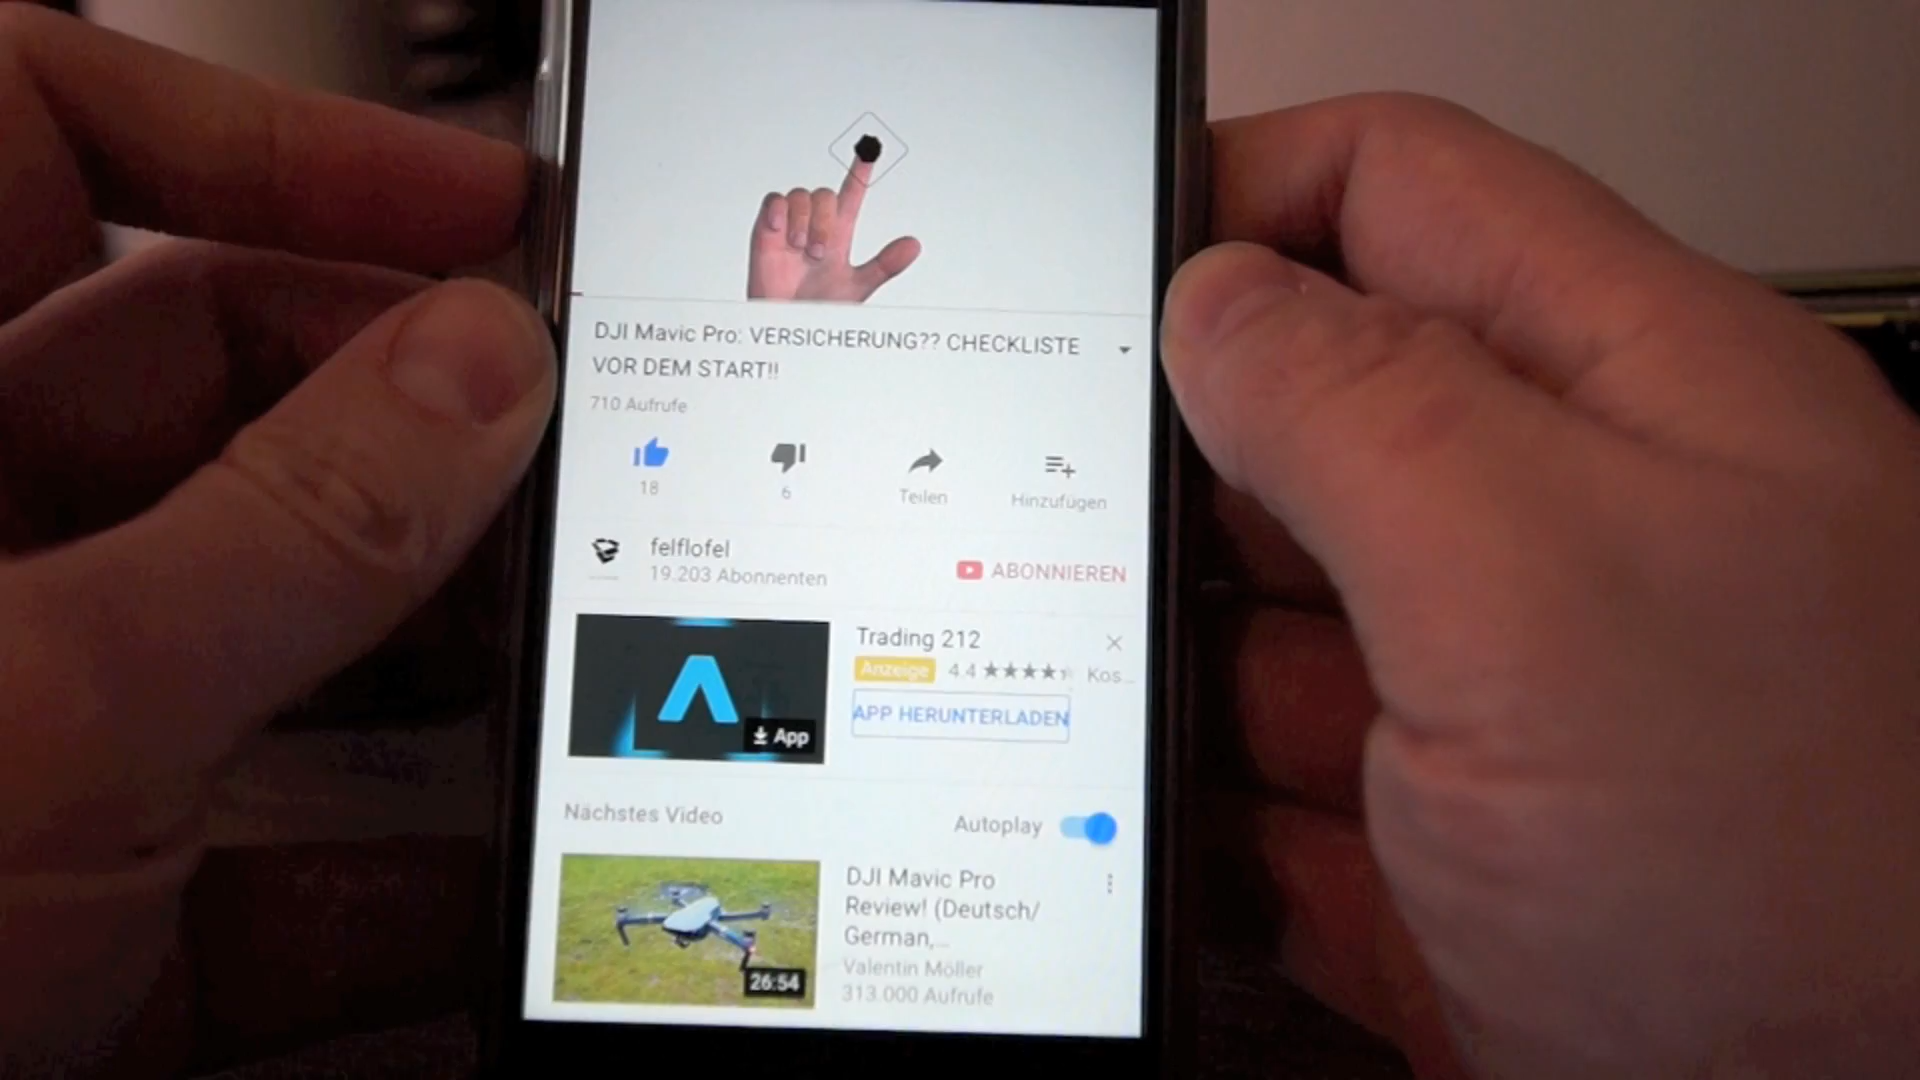 DJI Mavic Pro: VERSICHERUNG?? CHECKLISTE
VOR DEM START!!
710 Aufrufe
18
6
Teilen
Hinzufügen
felflofel
19.203 Abonnenten
ABONNIEREN
Trading 212
Anzeige 4.4 ★★★★ Kos...
APP HERUNTERLADEN
App
Nächstes Video
Autoplay
DJI Mavic Pro
Review! (Deutsch/
German,...
Valentin Möller
313.000 Aufrufe
26:54